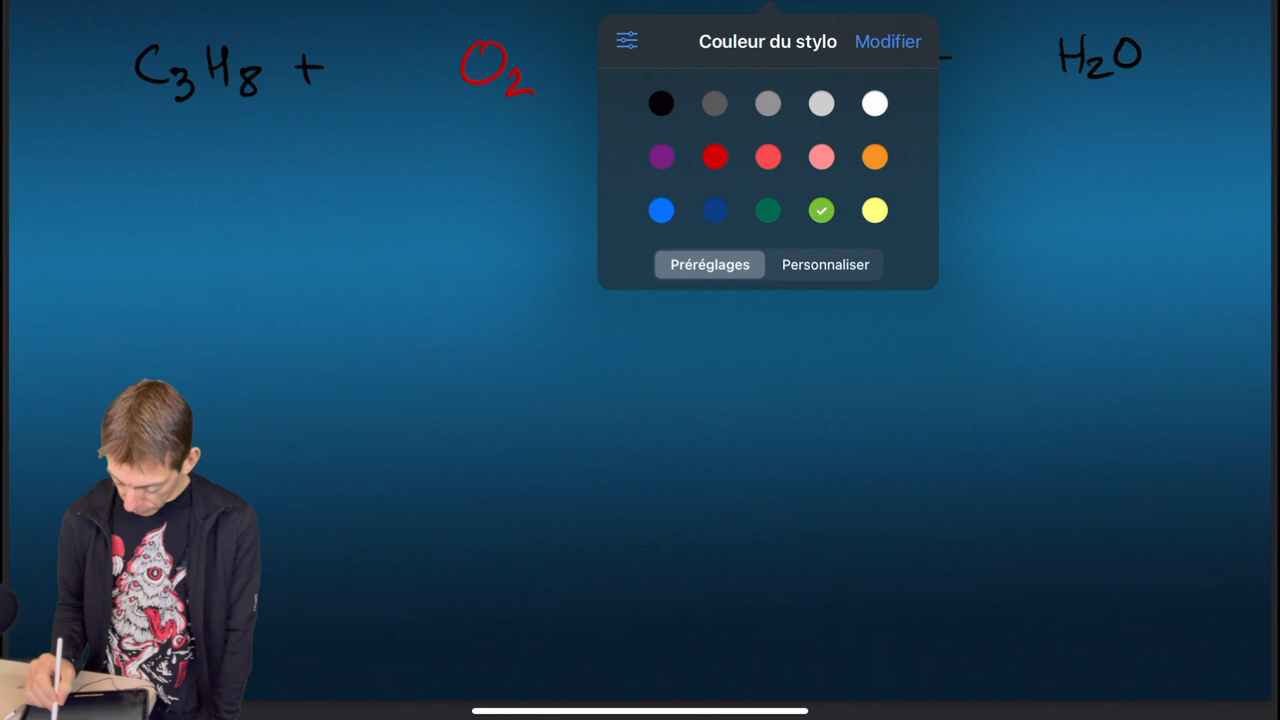 C₃H₈ + O₂ H₂O
Couleur du stylo Modifier
Préréglages Personnaliser